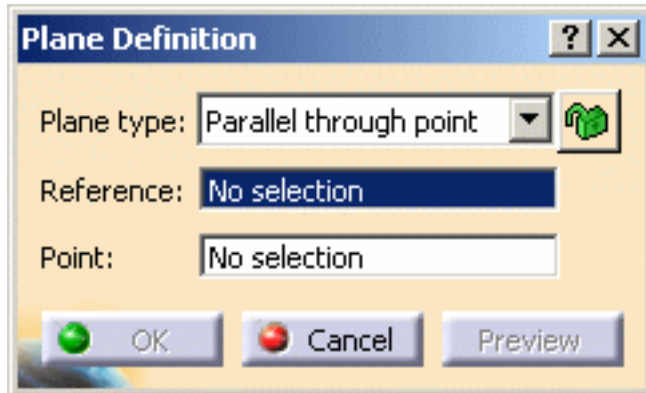 Plane Definition ? X
Plane type: Parallel through point
Reference: No selection
Point: No selection
OK Cancel Preview